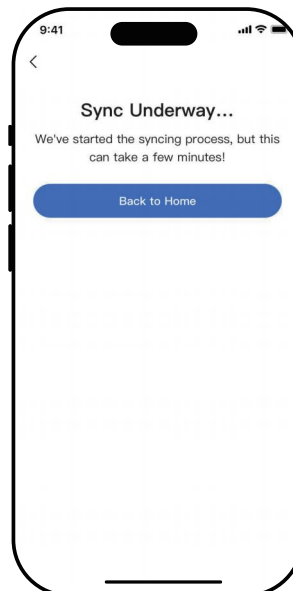 9:41
Sync Underway...
We've started the syncing process, but this
can take a few minutes!
Back to Home